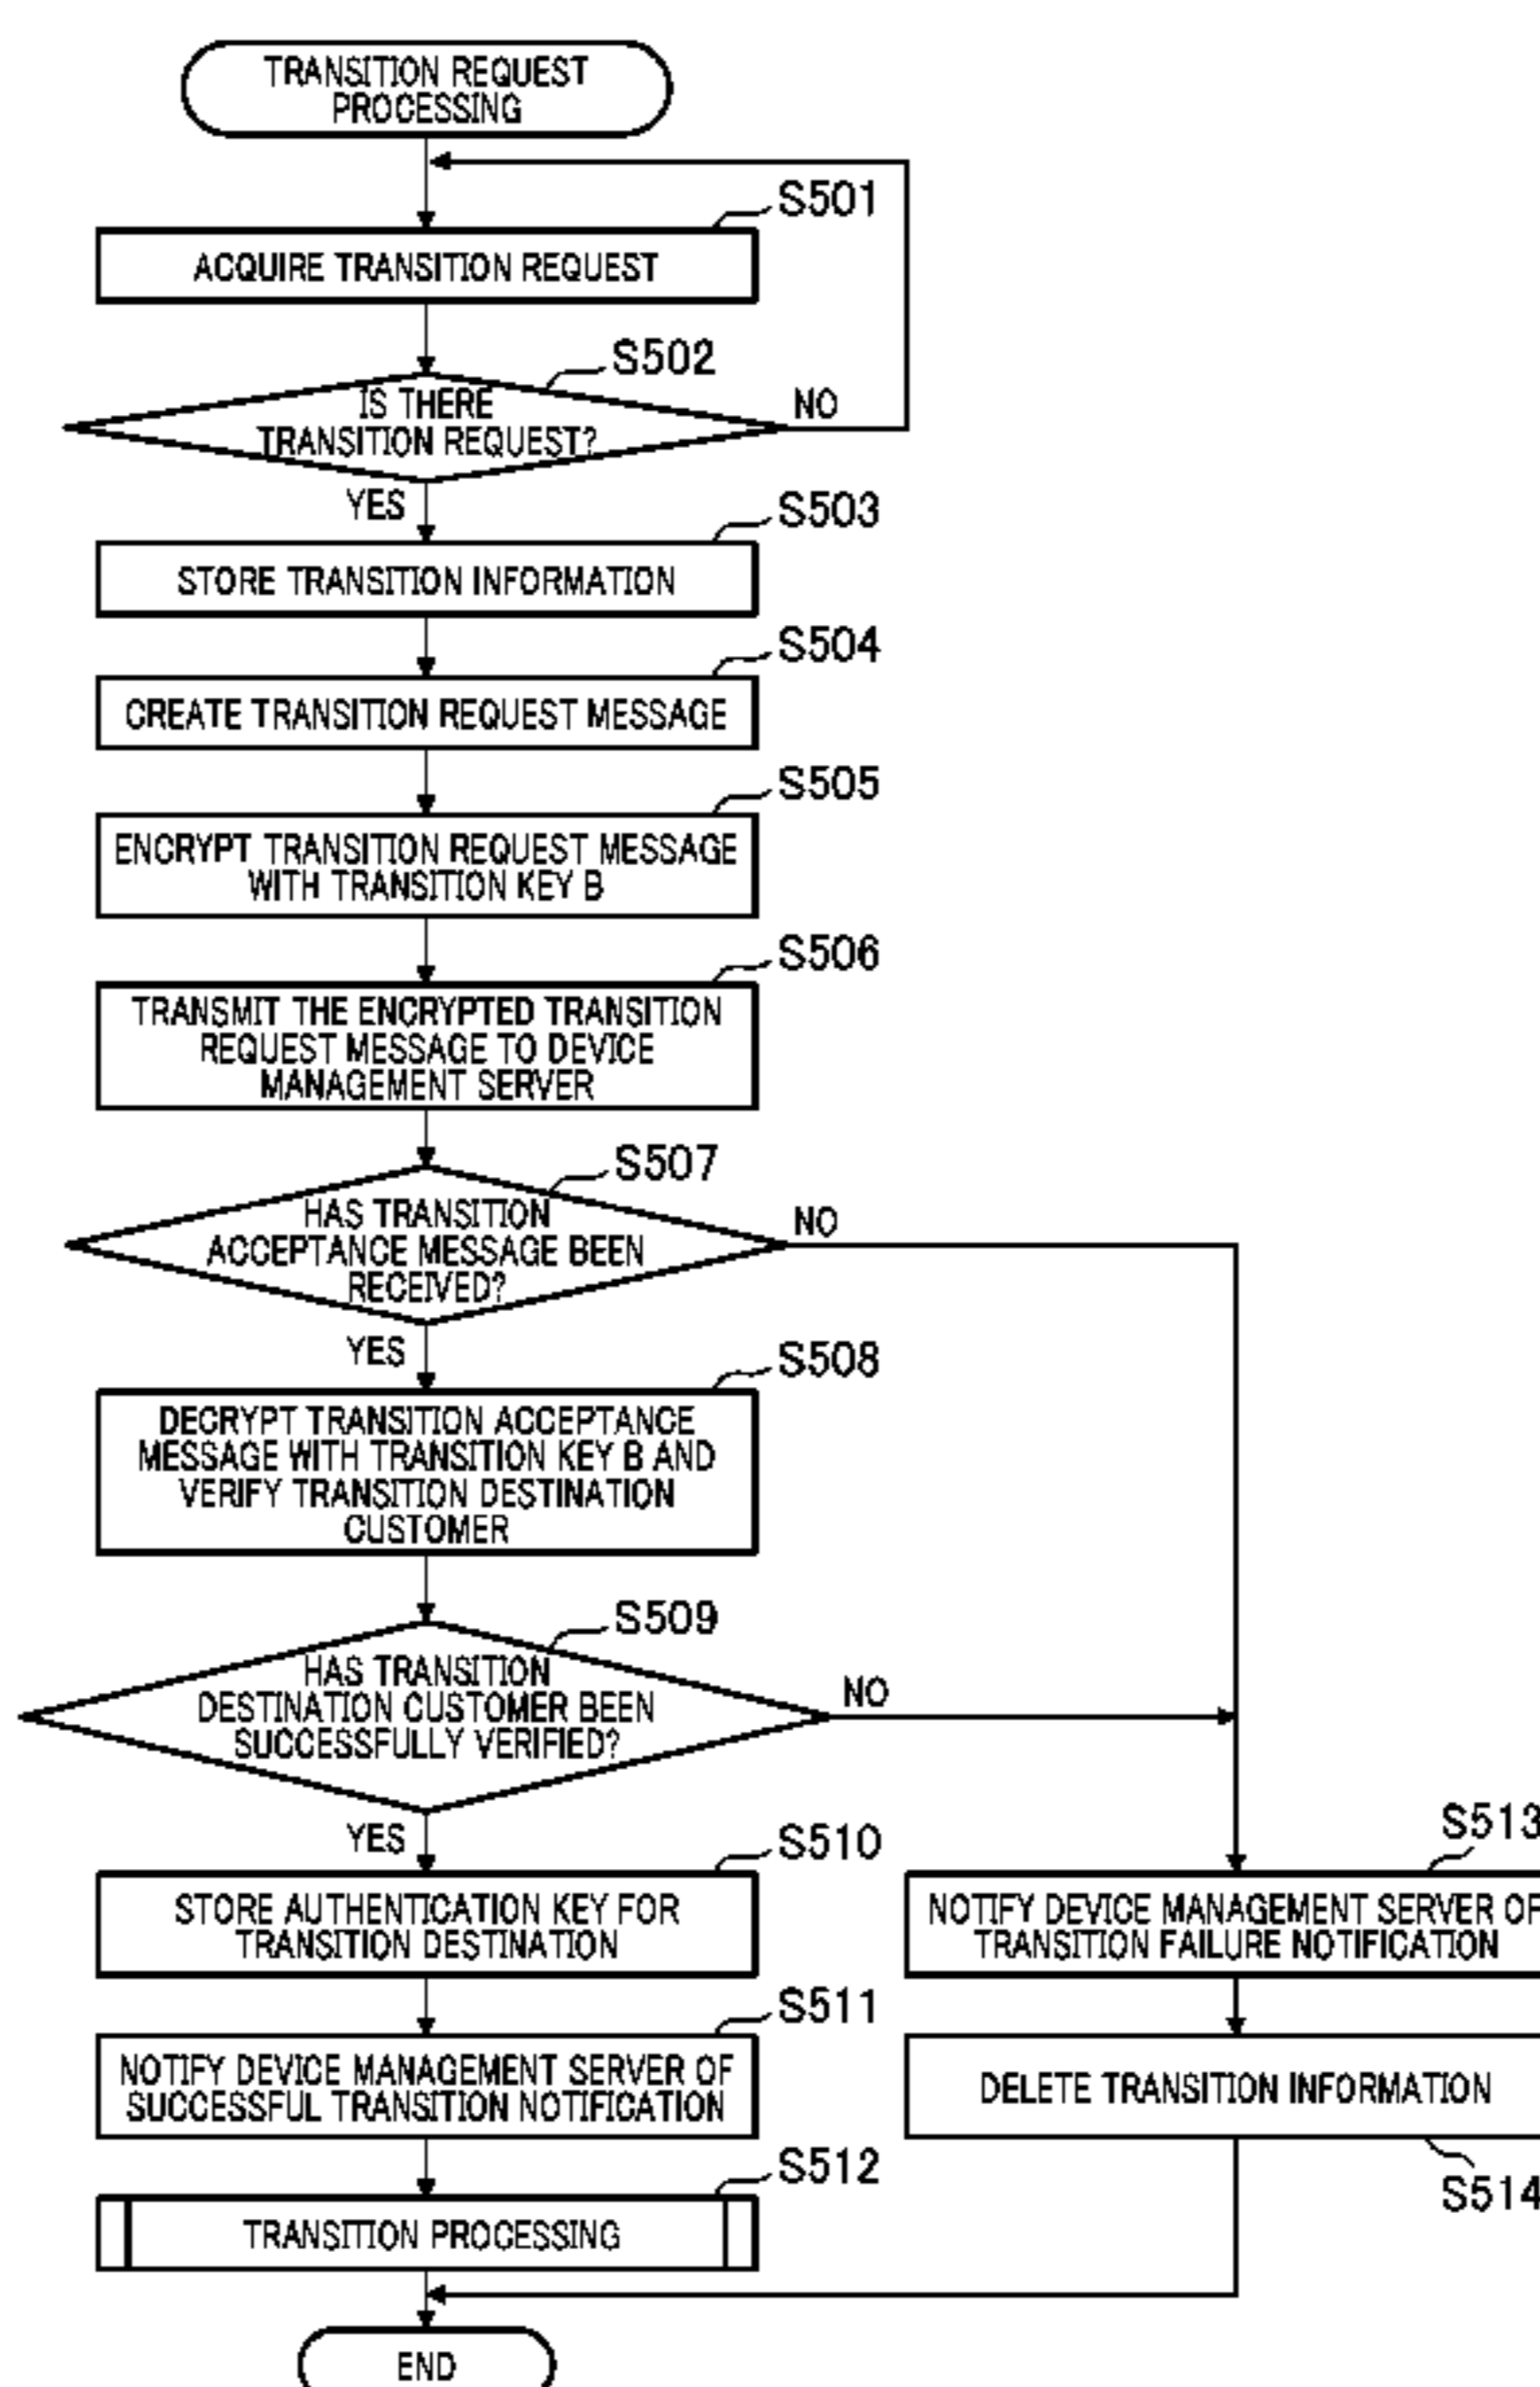 TRANSITION REQUEST
PROCESSING
S501
ACQUIRE TRANSITION REQUEST
S502
IS THERE
TRANSITION REQUEST?
NO
YES
S503
STORE TRANSITION INFORMATION
S504
CREATE TRANSITION REQUEST MESSAGE
S505
ENCRYPT TRANSITION REQUEST MESSAGE
WITH TRANSITION KEY B
S506
TRANSMIT THE ENCRYPTED TRANSITION
REQUEST MESSAGE TO DEVICE
MANAGEMENT SERVER
S507
HAS TRANSITION
ACCEPTANCE MESSAGE BEEN
RECEIVED?
NO
YES
S508
DECRYPT TRANSITION ACCEPTANCE
MESSAGE WITH TRANSITION KEY B AND
VERIFY TRANSITION DESTINATION
CUSTOMER
S509
HAS TRANSITION
DESTINATION CUSTOMER BEEN
SUCCESSFULLY VERIFIED?
NO
YES
S510
STORE AUTHENTICATION KEY FOR
TRANSITION DESTINATION
S511
NOTIFY DEVICE MANAGEMENT SERVER OF
SUCCESSFUL TRANSITION NOTIFICATION
S512
TRANSITION PROCESSING
S513
NOTIFY DEVICE MANAGEMENT SERVER OF
TRANSITION FAILURE NOTIFICATION
DELETE TRANSITION INFORMATION
S514
END